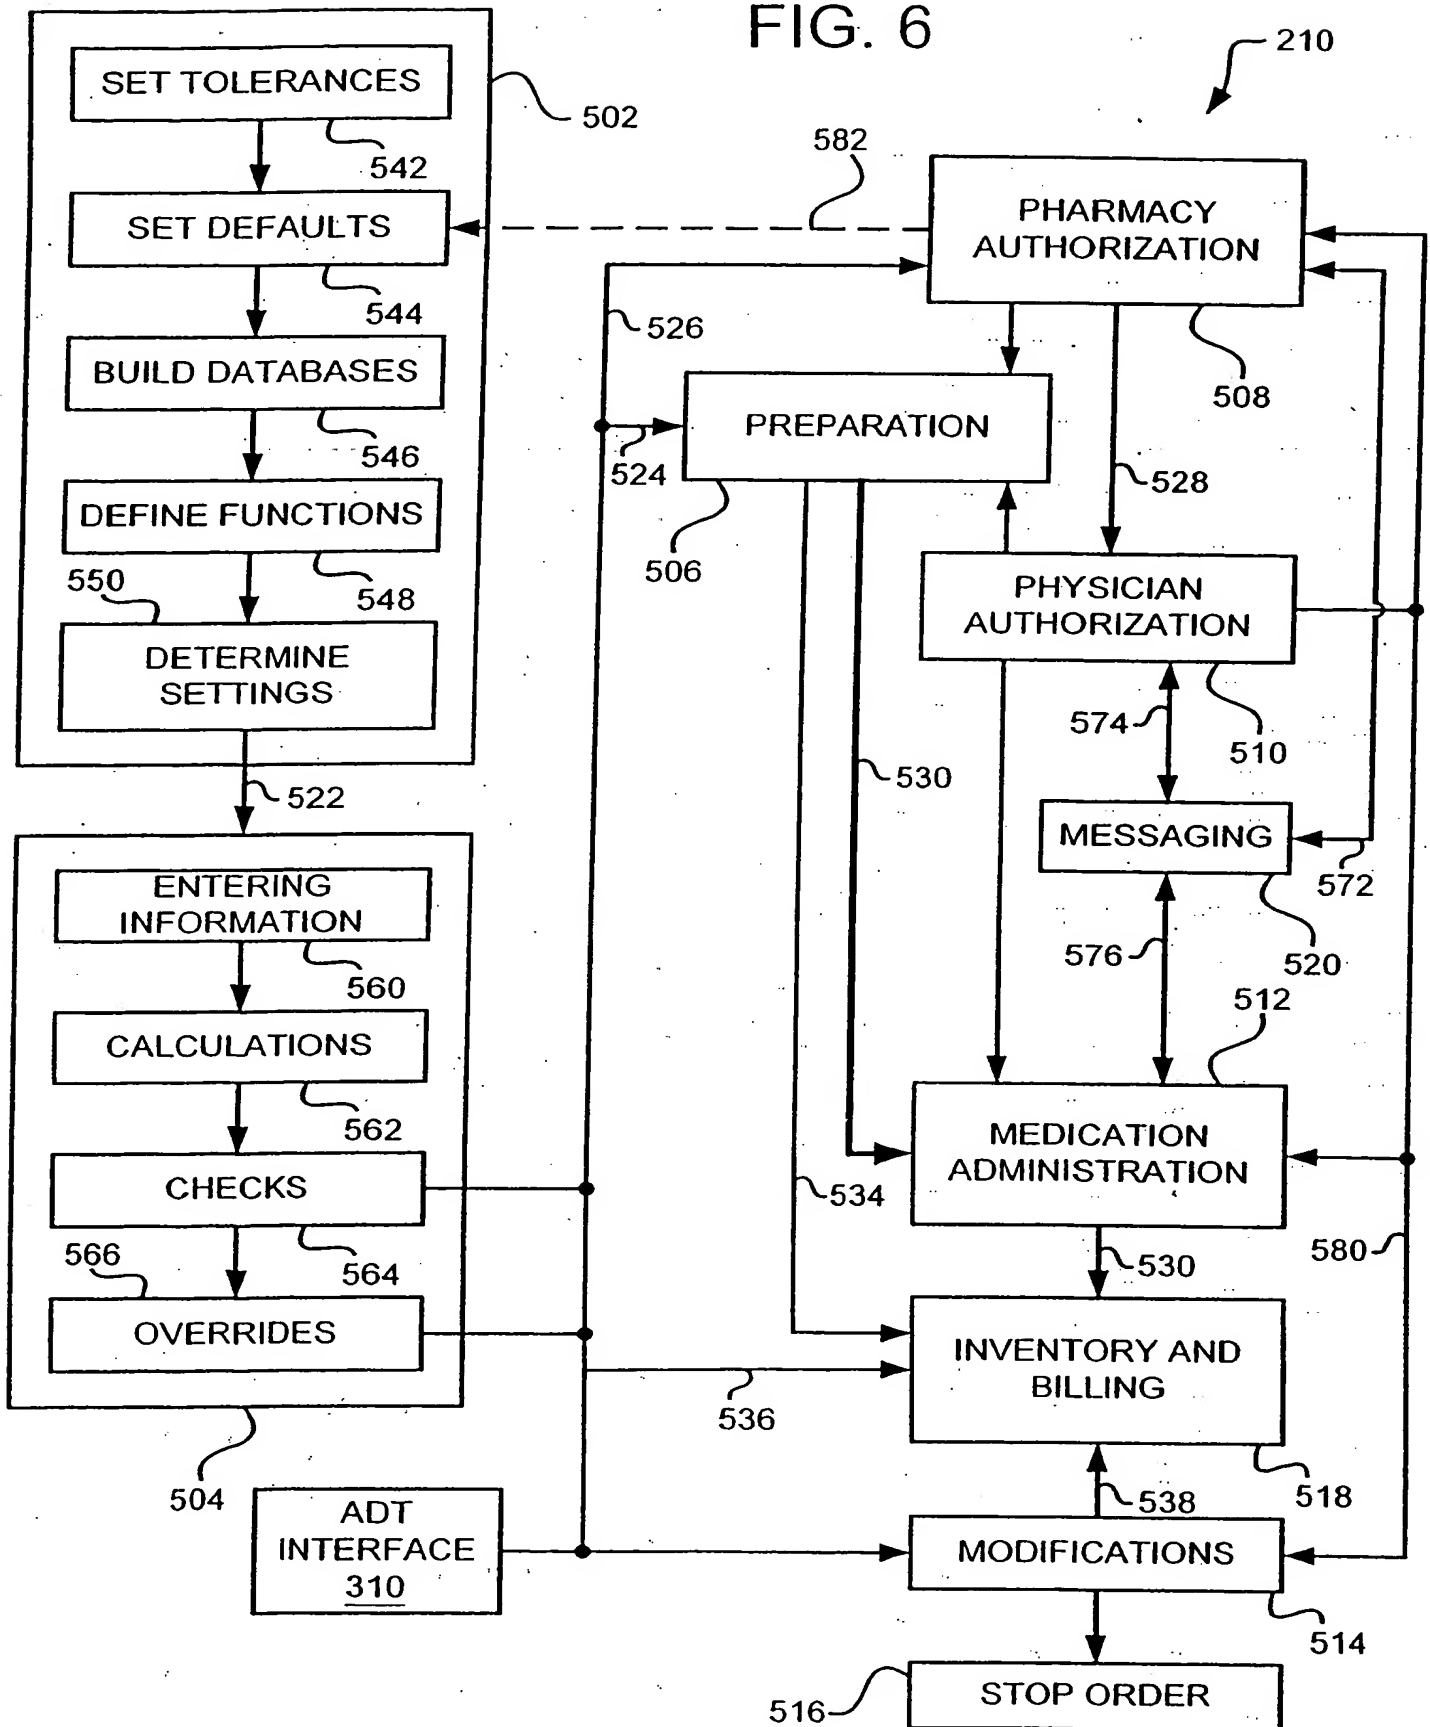 FIG. 6
210
SET TOLERANCES
502
542
582
SET DEFAULTS
PHARMACY
AUTHORIZATION
544
526
BUILD DATABASES
508
546
PREPARATION
524
528
DEFINE FUNCTIONS
506
550
548
PHYSICIAN
AUTHORIZATION
DETERMINE
SETTINGS
574
510
530
522
MESSAGING
572
ENTERING
INFORMATION
576
520
560
512
CALCULATIONS
562
MEDICATION
ADMINISTRATION
CHECKS
534
580
566
564
530
OVERRIDES
INVENTORY AND
BILLING
536
504
518
538
ADT
INTERFACE
310
MODIFICATIONS
514
STOP ORDER
516